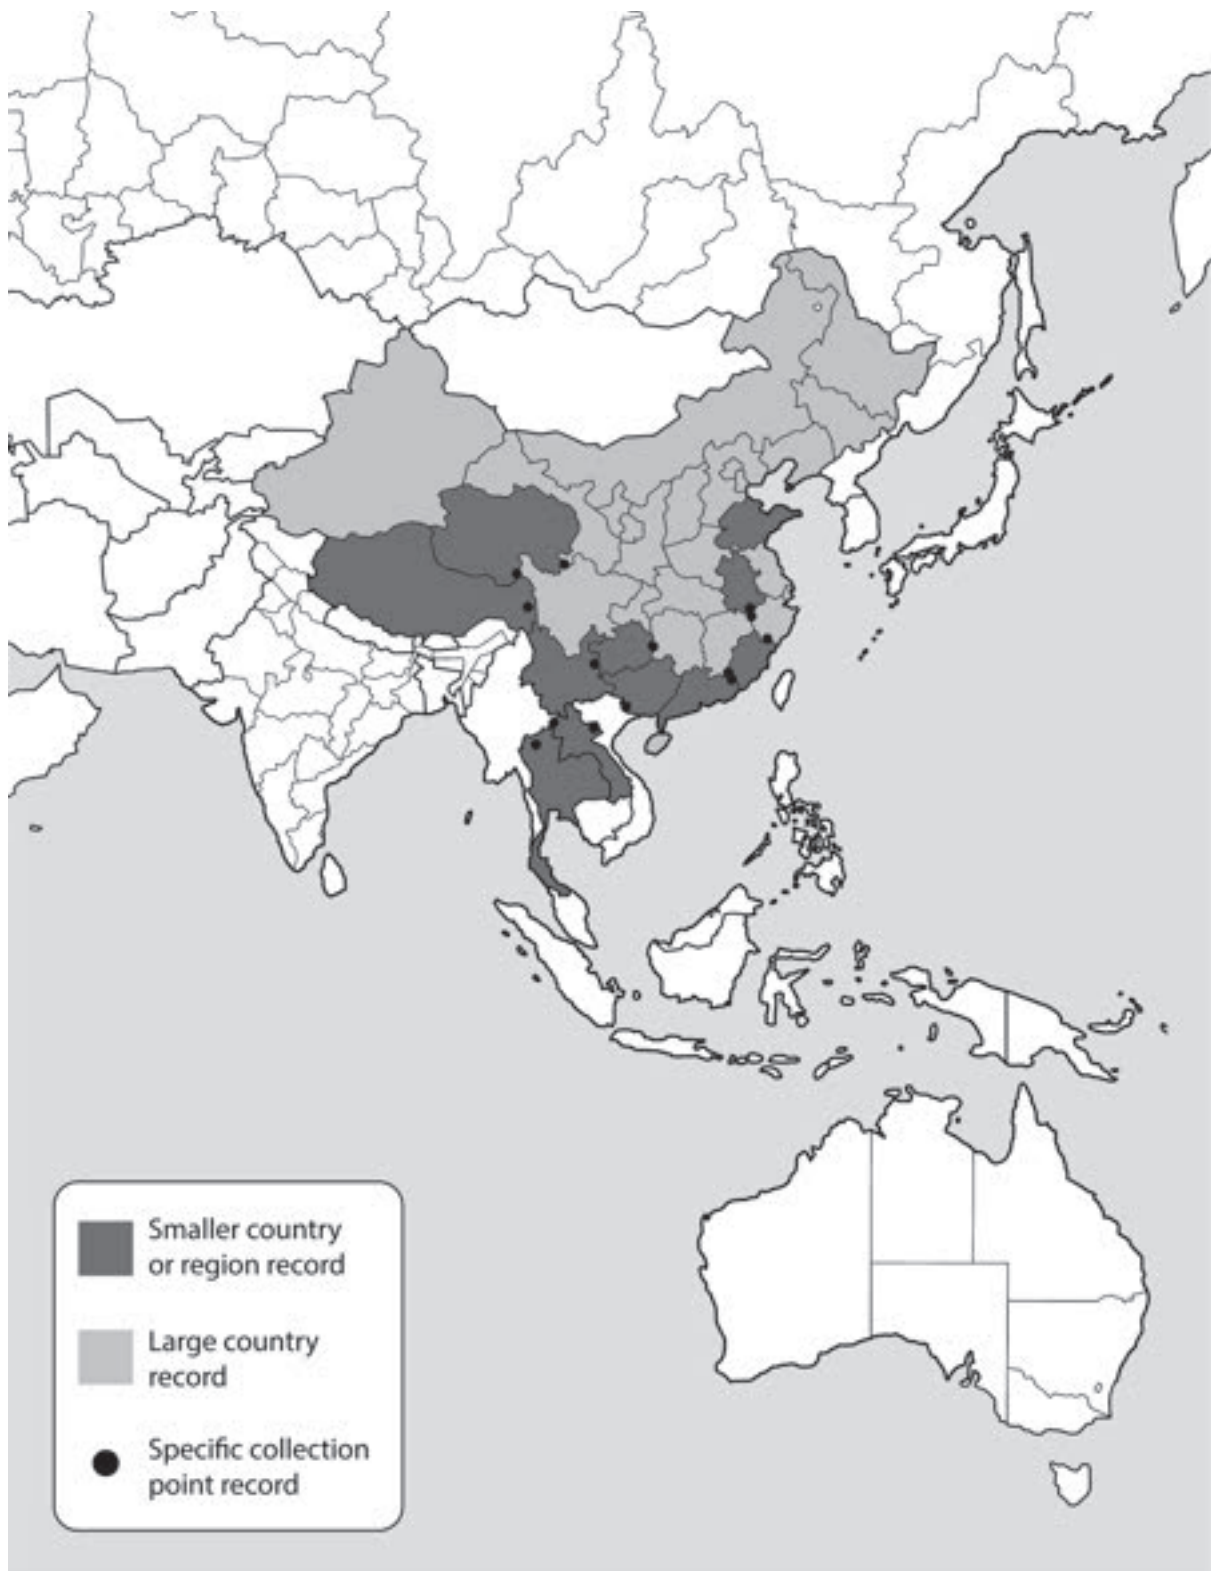 Smaller country
or region record
Large country
record
Specific collection
point record